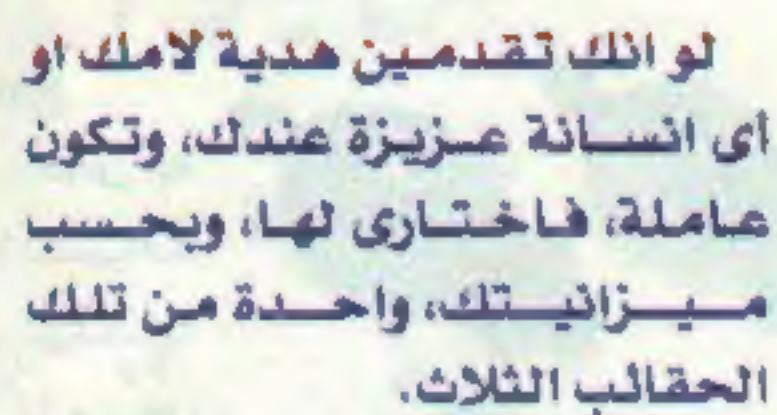 لو انك تقدمين هدية لامك او
أى انسانة عزيزة عندك، وتكون
عاملة، فاختارى لها، وبحسب
ميزانيتك، واحدة من تلك
الحقائب الثلاث.